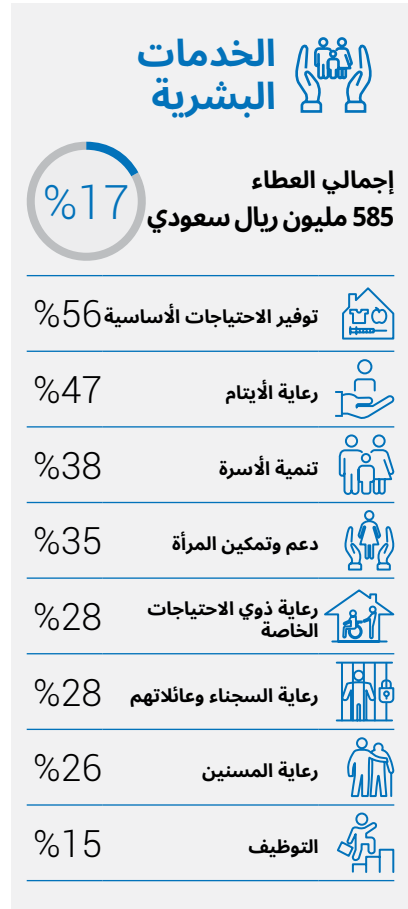 الخدمات
البشرية
إجمالي العطاء
585 مليون ريال سعودي
%17
توفير الاحتياجات الأساسية %56
رعاية الأيتام %47
تنمية الأسرة %38
دعم وتمكين المرأة %35
رعاية ذوي الاحتياجات
الخاصة
%28
رعاية السجناء وعائلاتهم %28
رعاية المسنين %26
التوظيف %15